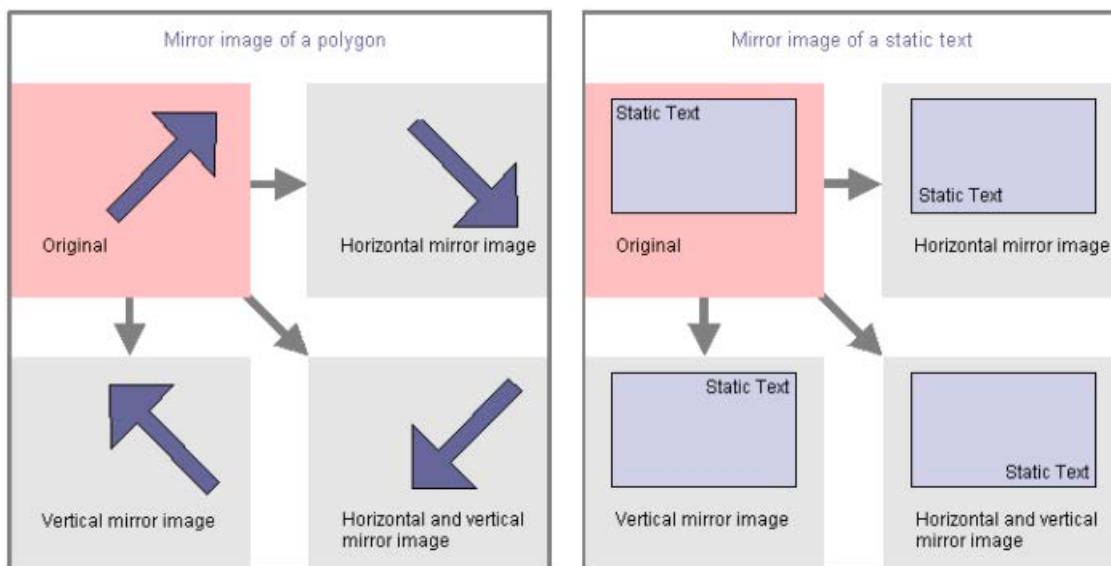 Mirror image of a polygon
Original
Horizontal mirror image
Vertical mirror image
Horizontal and vertical
mirror image
Mirror image of a static text
Static Text
Original
Static Text
Horizontal mirror image
Static Text
Vertical mirror image
Static Text
Horizontal and vertical
mirror image